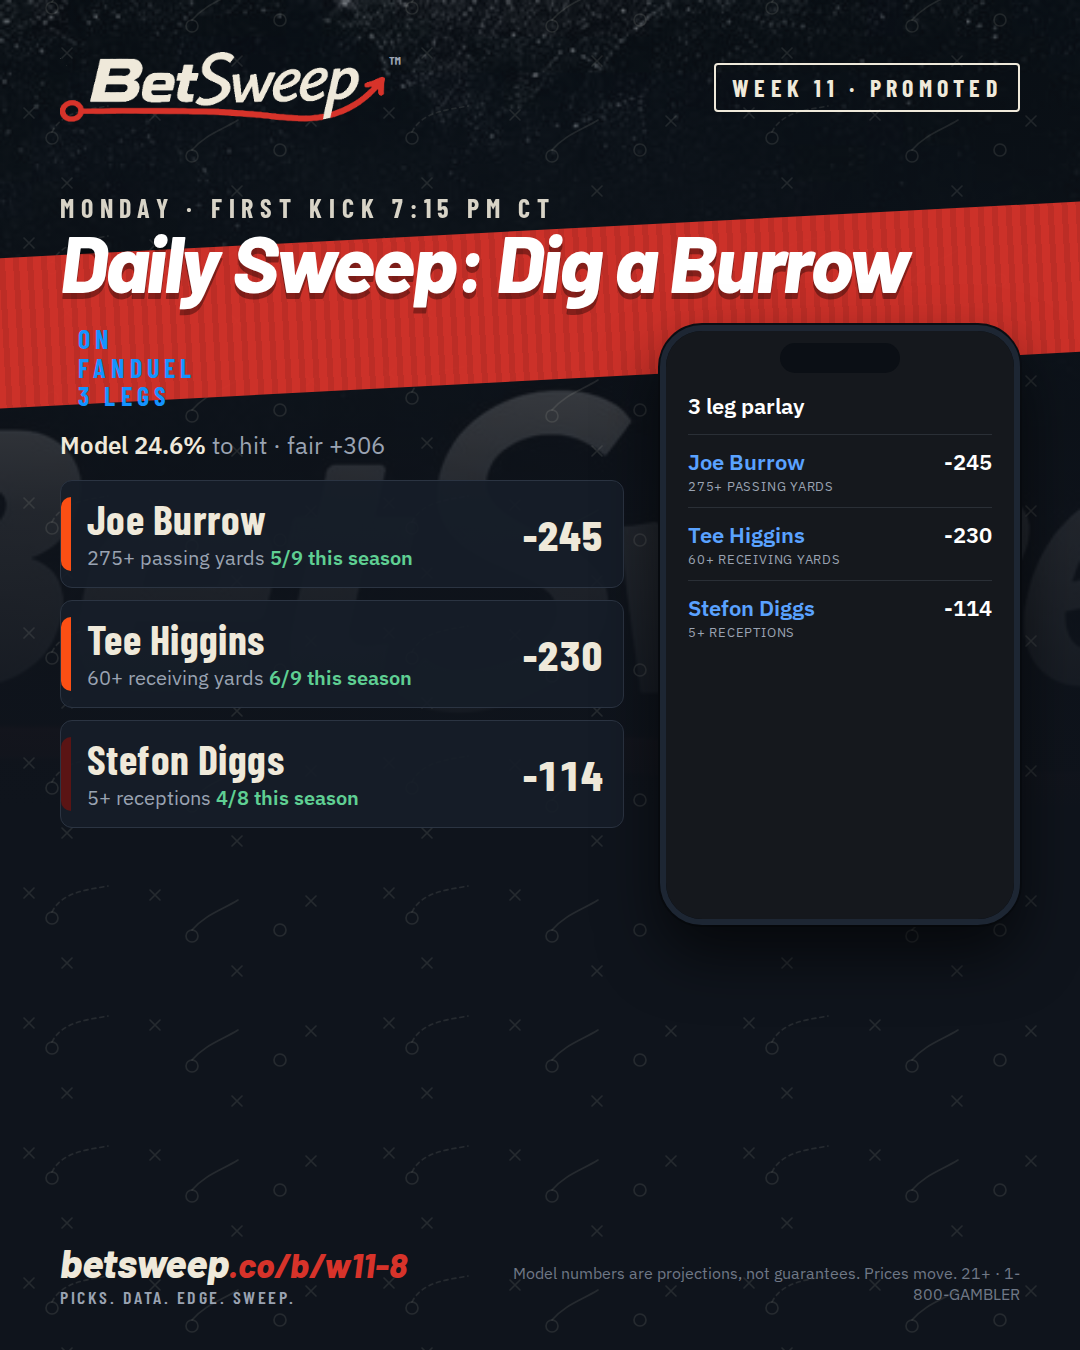 BetSweep™
WEEK 11 · PROMOTED
MONDAY · FIRST KICK 7:15 PM CT
Daily Sweep: Dig a Burrow
ON
FANDUEL
3 LEGS
Model 24.6% to hit · fair +306
Joe Burrow
275+ passing yards 5/9 this season
-245
Tee Higgins
60+ receiving yards 6/9 this season
-230
Stefon Diggs
5+ receptions 4/8 this season
-114
3 leg parlay
Joe Burrow -245
275+ PASSING YARDS
Tee Higgins -230
60+ RECEIVING YARDS
Stefon Diggs -114
5+ RECEPTIONS
betsweep.co/b/w11-8
PICKS. DATA. EDGE. SWEEP.
Model numbers are projections, not guarantees. Prices move. 21+ · 1-
800-GAMBLER